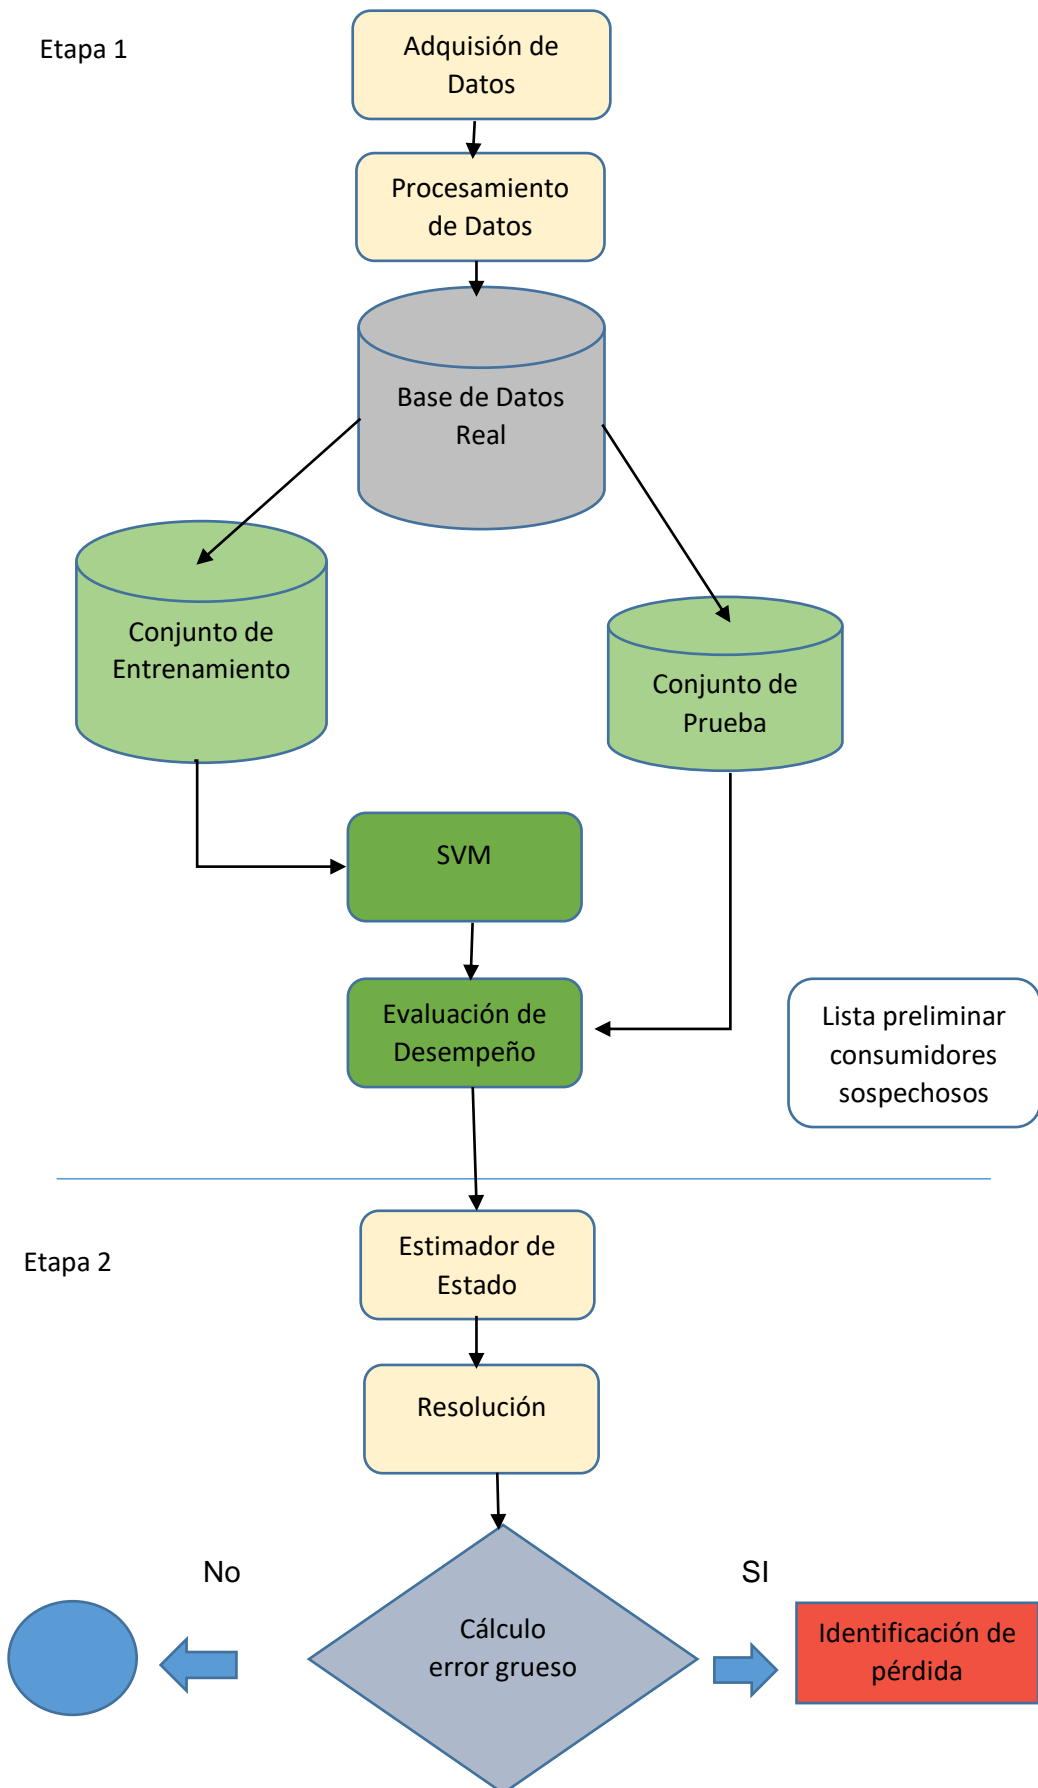 Etapa 1
Adquisión de
Datos
Procesamiento
de Datos
Base de Datos
Real
Conjunto de
Entrenamiento
Conjunto de
Prueba
SVM
Evaluación de
Desempeño
Lista preliminar
consumidores
sospechosos
Etapa 2
Estimador de
Estado
Resolución
No
SI
Cálculo
error grueso
Identificación de
pérdida